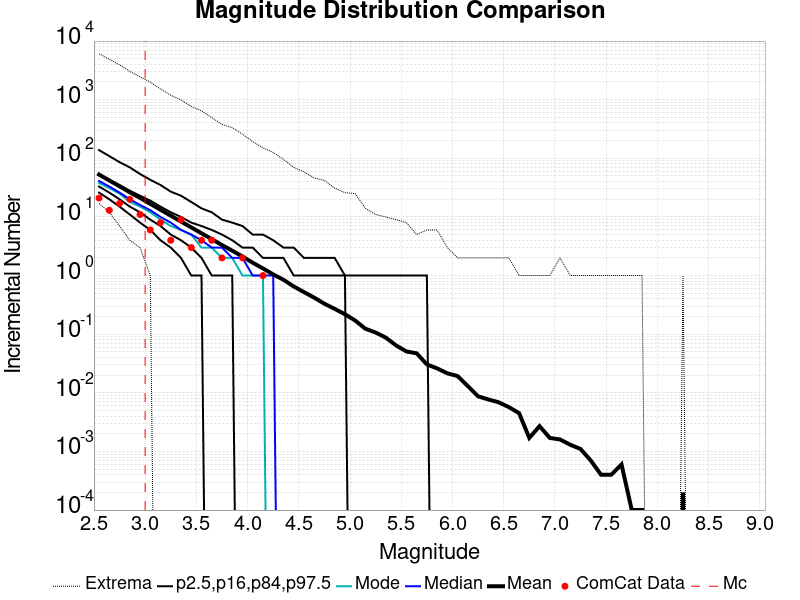 Magnitude Distribution Comparison
10 4
10 3
10 2
10 1
10 0
10 -1
10 -2
10 -3
10 -4
Incremental Number
2.5 3.0 3.5 4.0 4.5 5.0 5.5 6.0 6.5 7.0 7.5 8.0 8.5 9.0
Magnitude
Extrema p2.5,p16,p84,p97.5 Mode Median Mean ComCat Data Mc